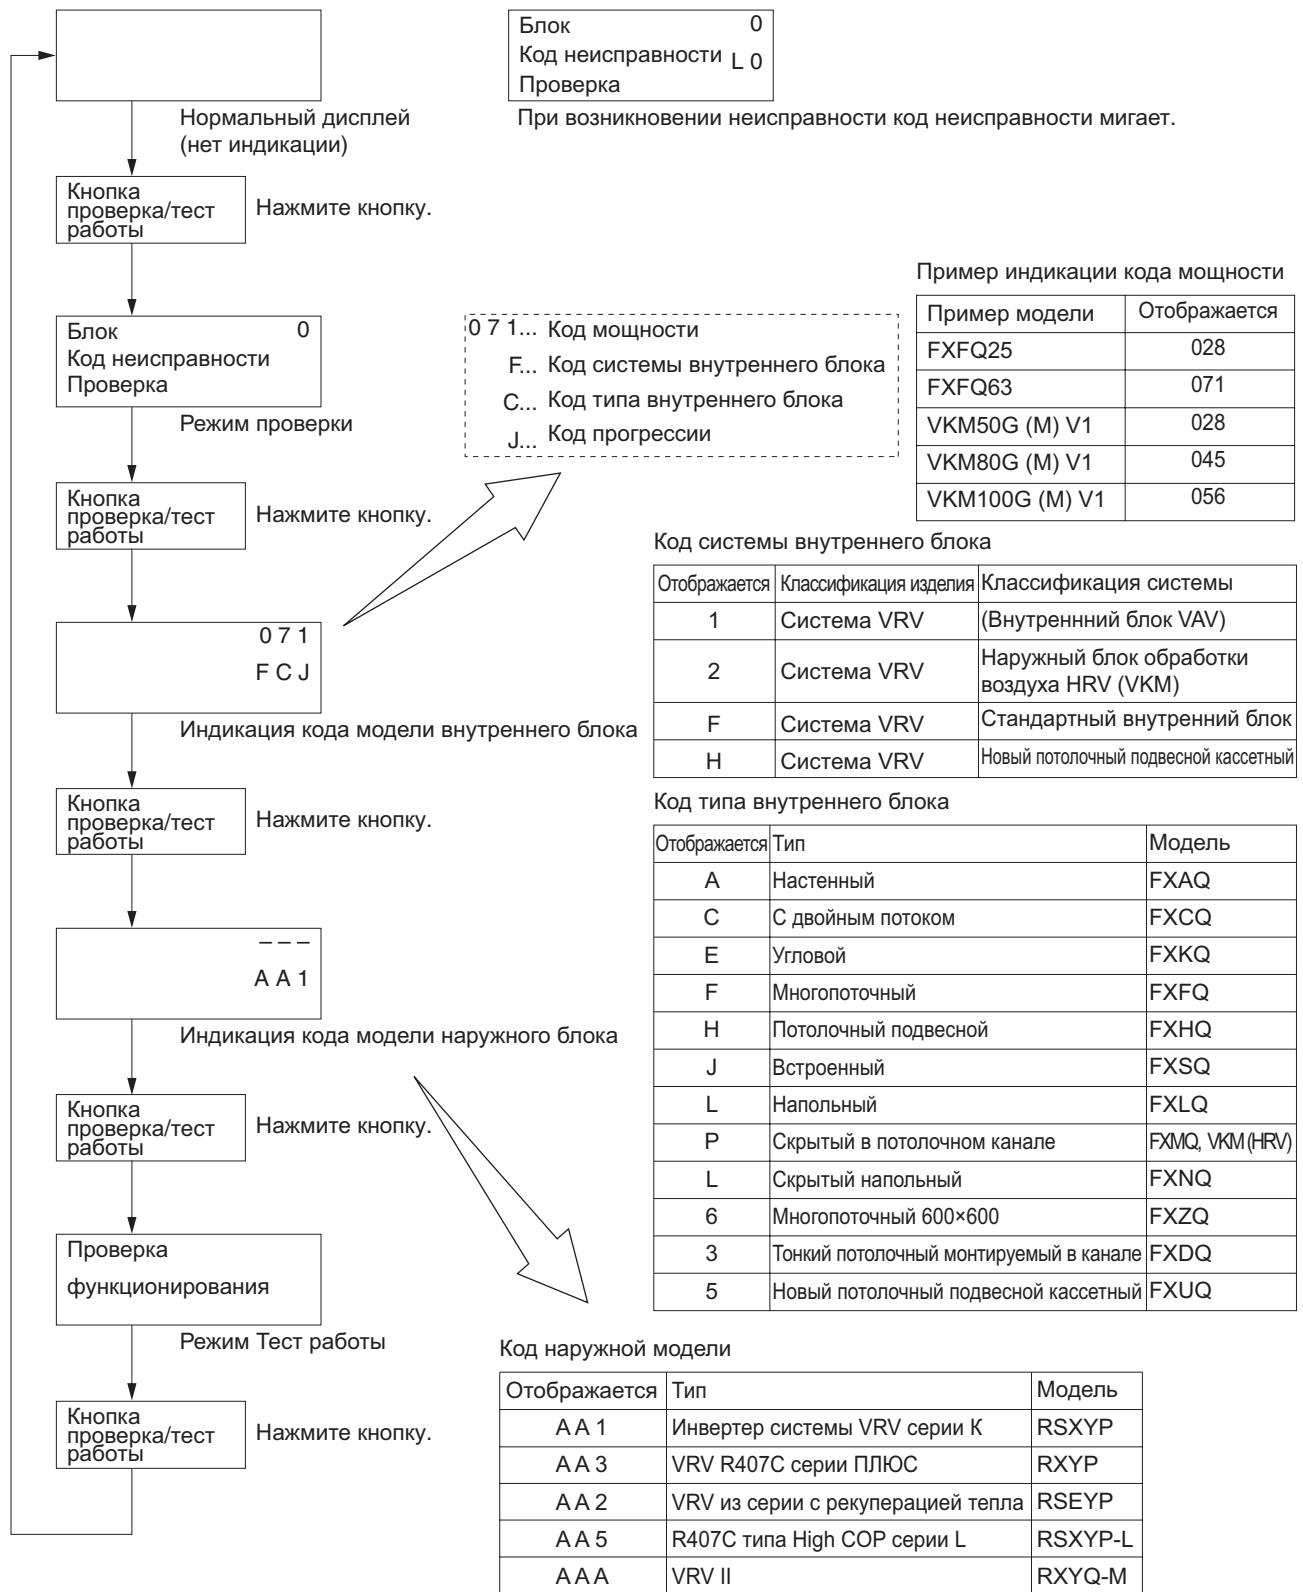 Блок 0
Код неисправности L 0
Проверка
Нормальный дисплей
(нет индикации)
При возникновении неисправности код неисправности мигает.
Кнопка
проверка/тест
работы
Нажмите кнопку.
Блок 0
Код неисправности
Проверка
Режим проверки
0 7 1... Код мощности
F... Код системы внутреннего блока
C... Код типа внутреннего блока
J... Код прогрессии
Пример индикации кода мощности
Пример модели Отображается
FXFQ25 028
FXFQ63 071
VKM50G (M) V1 028
VKM80G (M) V1 045
VKM100G (M) V1 056
Кнопка
проверка/тест
работы
Нажмите кнопку.
0 7 1
F C J
Индикация кода модели внутреннего блока
Код системы внутреннего блока
Отображается Классификация изделия Классификация системы
1 Система VRV (Внутреннний блок VAV)
2 Система VRV Наружный блок обработки
воздуха HRV (VKM)
F Система VRV Стандартный внутренний блок
H Система VRV Новый потолочный подвесной кассетный
Кнопка
проверка/тест
работы
Нажмите кнопку.
– – –
A A 1
Индикация кода модели наружного блока
Код типа внутреннего блока
Отображается Тип Модель
A Настенный FXAQ
C С двойным потоком FXCQ
E Угловой FXKQ
F Многопоточный FXFQ
H Потолочный подвесной FXHQ
J Встроенный FXSQ
L Напольный FXLQ
P Скрытый в потолочном канале FXMQ, VKM (HRV)
L Скрытый напольный FXNQ
6 Многопоточный 600×600 FXZQ
3 Тонкий потолочный монтируемый в канале FXDQ
5 Новый потолочный подвесной кассетный FXUQ
Кнопка
проверка/тест
работы
Нажмите кнопку.
Проверка
функционирования
Режим Тест работы
Кнопка
проверка/тест
работы
Нажмите кнопку.
Код наружной модели
Отображается Тип Модель
A A 1 Инвертер системы VRV серии К RSXYP
A A 3 VRV R407C серии ПЛЮС RXYP
A A 2 VRV из серии с рекуперацией тепла RSEYP
A A 5 R407C типа High COP серии L RSXYP-L
A A A VRV II RXYQ-M